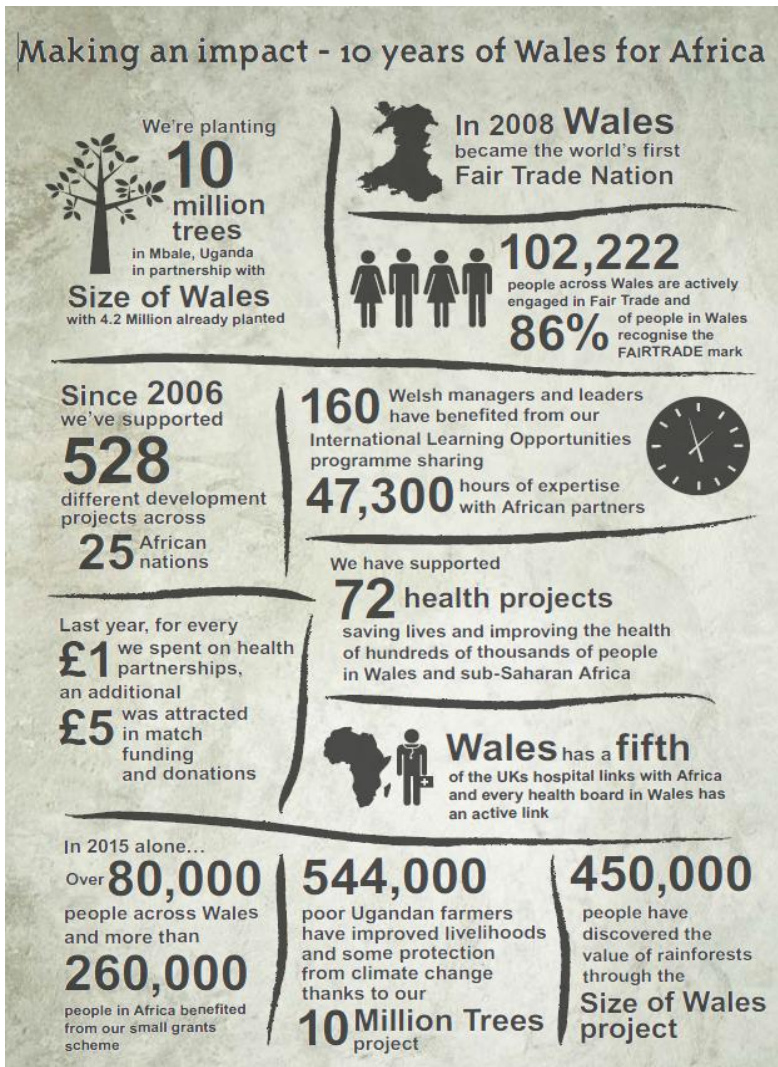 Making an impact - 10 years of Wales for Africa
We're planting
10
million
trees
in Mbale, Uganda
in partnership with
Size of Wales
with 4.2 Million already planted
In 2008 Wales
became the world's first
Fair Trade Nation
102,222
people across Wales are actively
engaged in Fair Trade and
86% of people in Wales
recognise the
FAIRTRADE mark
Since 2006
we've supported
528
different development
projects across
25 African
nations
160 Welsh managers and leaders
have benefited from our
International Learning Opportunities
programme sharing
47,300 hours of expertise
with African partners
We have supported
72 health projects
saving lives and improving the health
of hundreds of thousands of people
in Wales and sub-Saharan Africa
Last year, for every
£1 we spent on health
partnerships,
an additional
£5 was attracted
in match
funding
and donations
Wales has a fifth
of the UKs hospital links with Africa
and every health board in Wales has
an active link
In 2015 alone...
Over 80,000
people across Wales
and more than
260,000
people in Africa benefited
from our small grants
scheme
544,000
poor Ugandan farmers
have improved livelihoods
and some protection
from climate change
thanks to our
10 Million Trees
project
450,000
people have
discovered the
value of rainforests
through the
Size of Wales
project